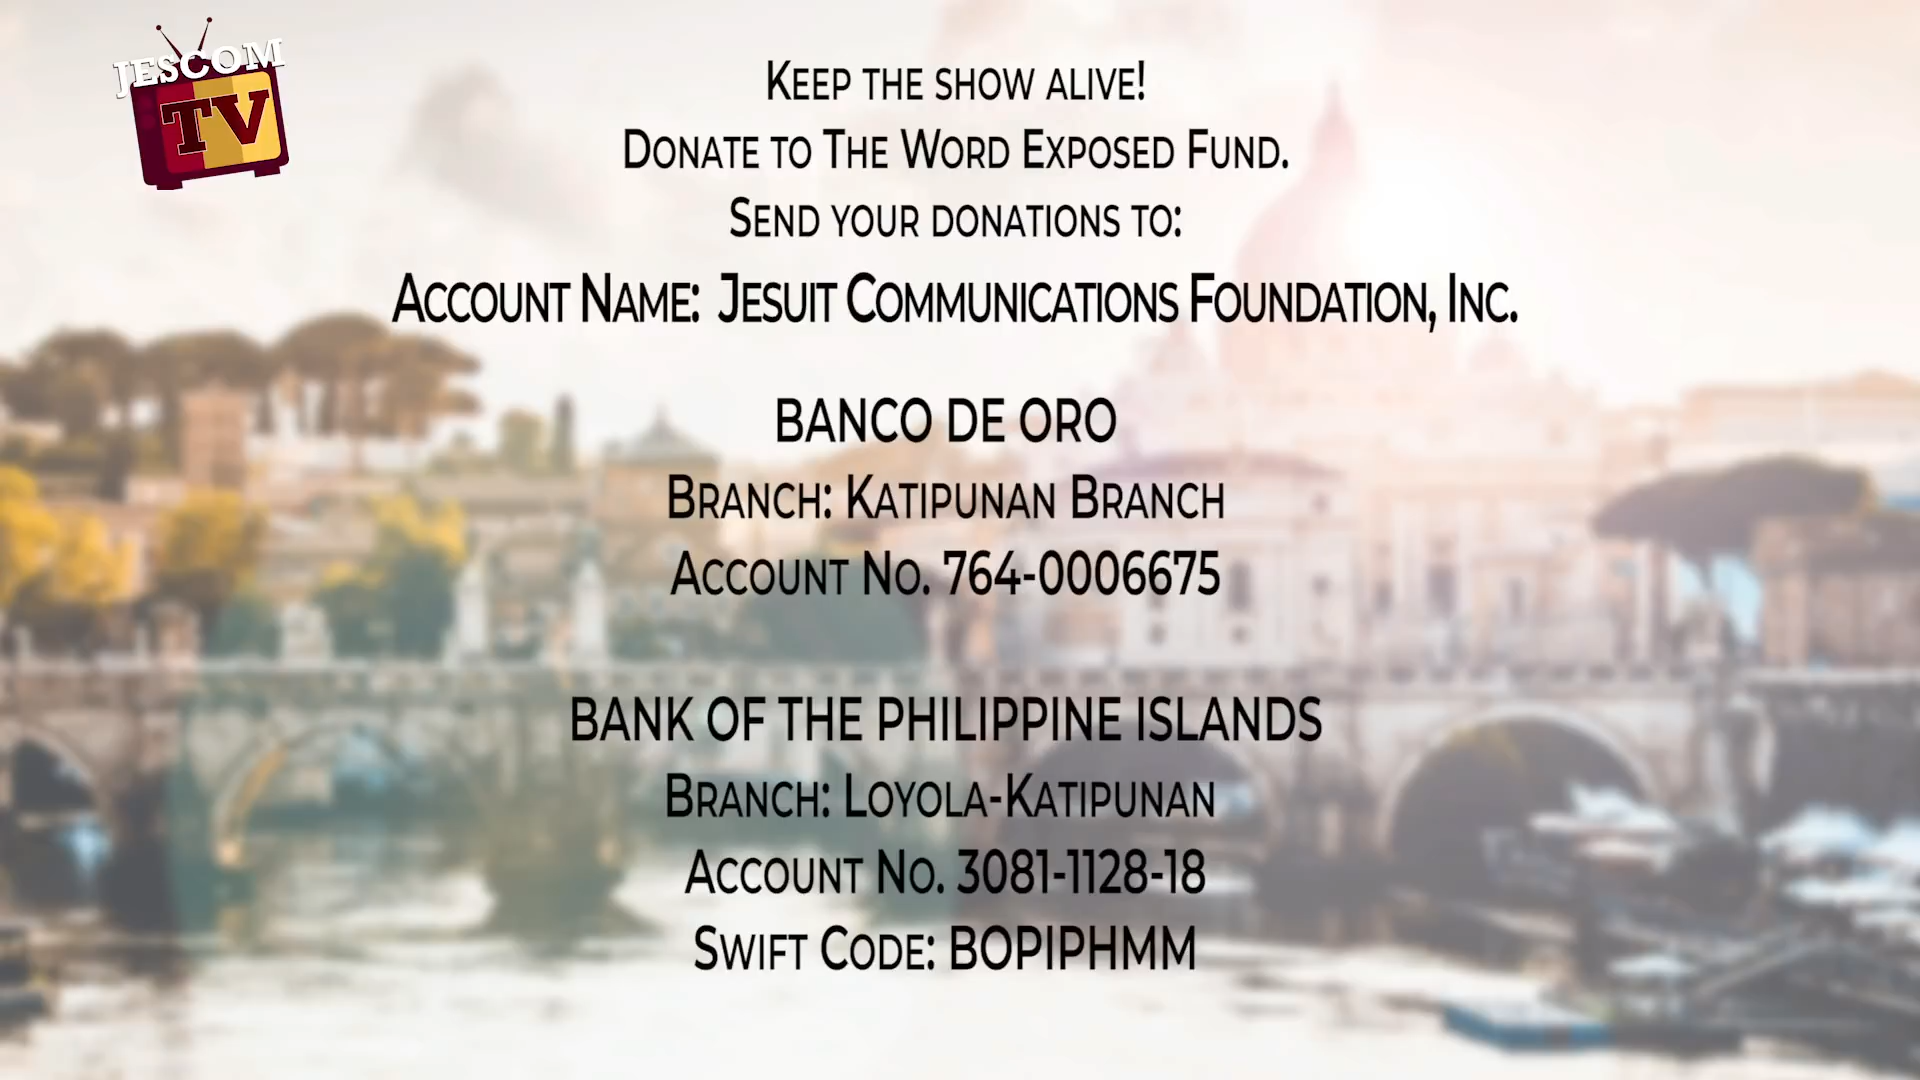 JESCOM
TV
KEEP THE SHOW ALIVE!
DONATE TO THE WORD EXPOSED FUND.
SEND YOUR DONATIONS TO:
ACCOUNT NAME: JESUIT COMMUNICATIONS FOUNDATION, INC.
BANCO DE ORO
BRANCH: KATIPUNAN BRANCH
ACCOUNT NO. 764-0006675
BANK OF THE PHILIPPINE ISLANDS
BRANCH: LOYOLA-KATIPUNAN
ACCOUNT NO. 3081-1128-18
SWIFT CODE: BOPIPHMM